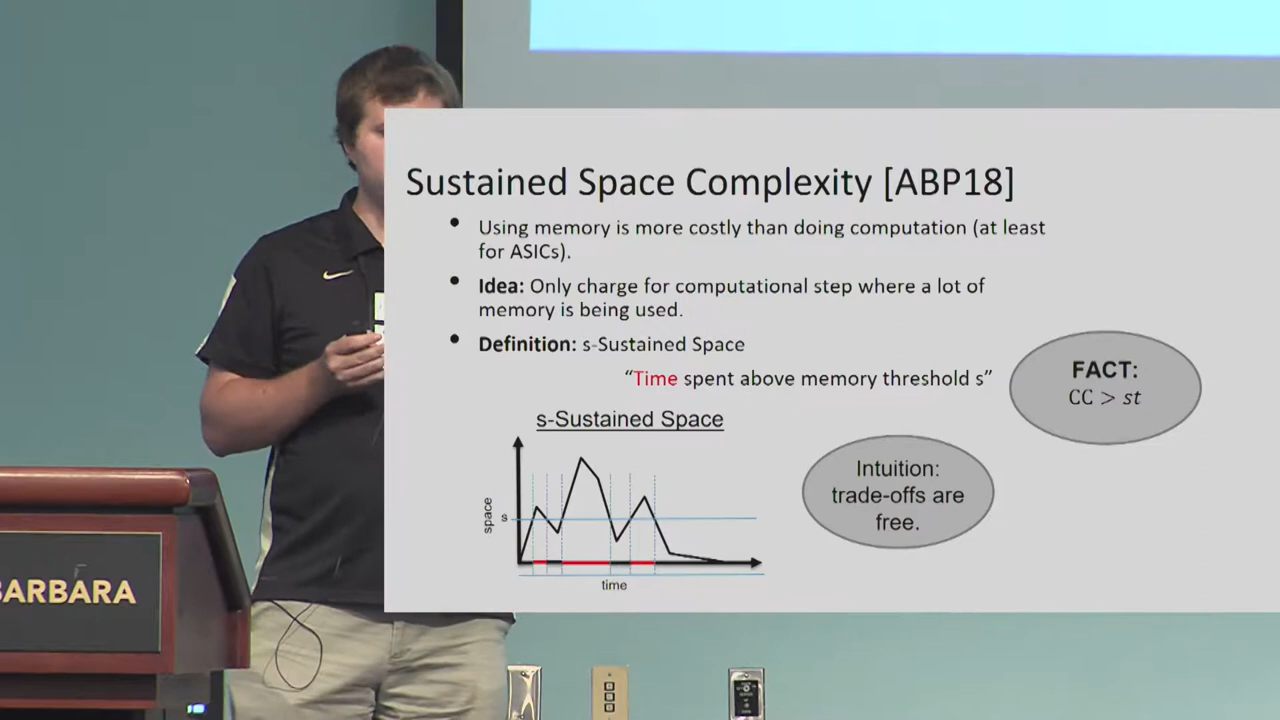 Sustained Space Complexity [ABP18]
• Using memory is more costly than doing computation (at least
for ASICs).
• Idea: Only charge for computational step where a lot of
memory is being used.
• Definition: s-Sustained Space
“Time spent above memory threshold s”
FACT:
CC > st
s-Sustained Space
space
s
time
Intuition:
trade-offs are
free.
BARBARA